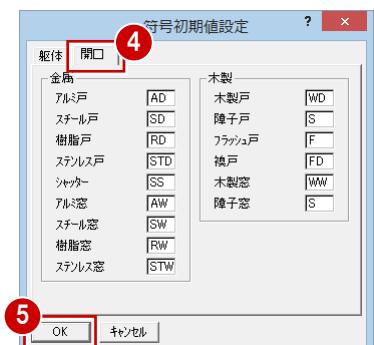 符号初期値設定 ? ×
4
躯体 開口
金属
アルミ戸 AD
スチール戸 SD
樹脂戸 RD
ステンレス戸 STD
シャッター SS
アルミ窓 AW
スチール窓 SW
樹脂窓 RW
ステンレス窓 STW
木製
木製戸 WD
障子戸 S
フラッシュ戸 F
襖戸 FD
木製窓 WW
障子窓 S
5
OK キャンセル